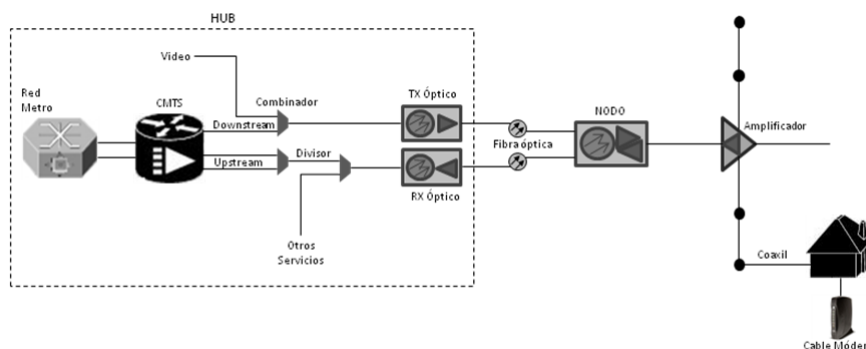 HUB
Video
Red
Metro
CMTS
Combinador
Downstream
TX Óptico
NODO
Amplificador
Fibra óptica
Upstream
Divisor
RX Óptico
Otros
Servicios
Coaxil
Cable Móde